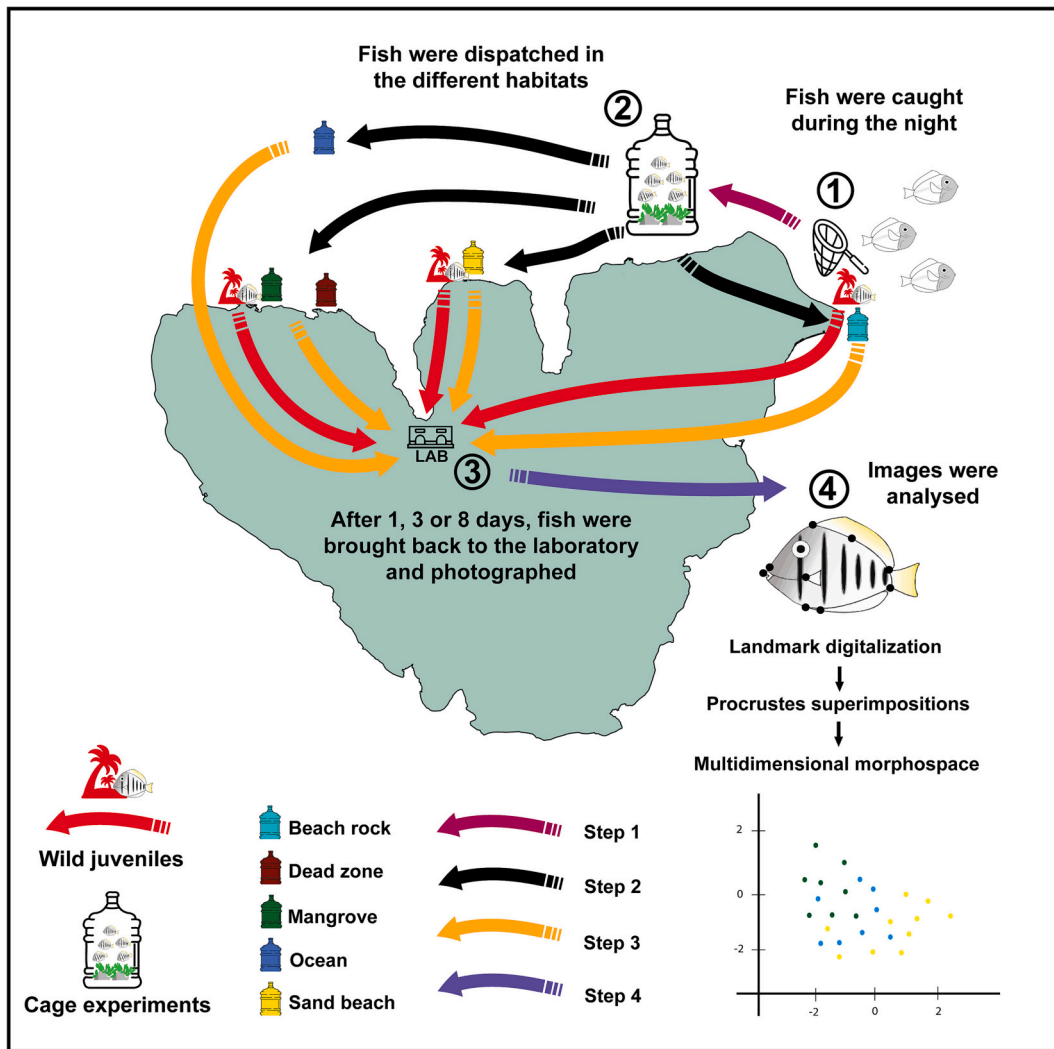 Fish were dispatched in
the different habitats
2
Fish were caught
during the night
1
LAB
3
After 1, 3 or 8 days, fish were
brought back to the laboratory
and photographed
4
Images were
analysed
Landmark digitalization
Procrustes superimpositions
Multidimensional morphospace
2
0
-2
-2
0
2
Wild juveniles
Cage experiments
Beach rock
Dead zone
Mangrove
Ocean
Sand beach
Step 1
Step 2
Step 3
Step 4